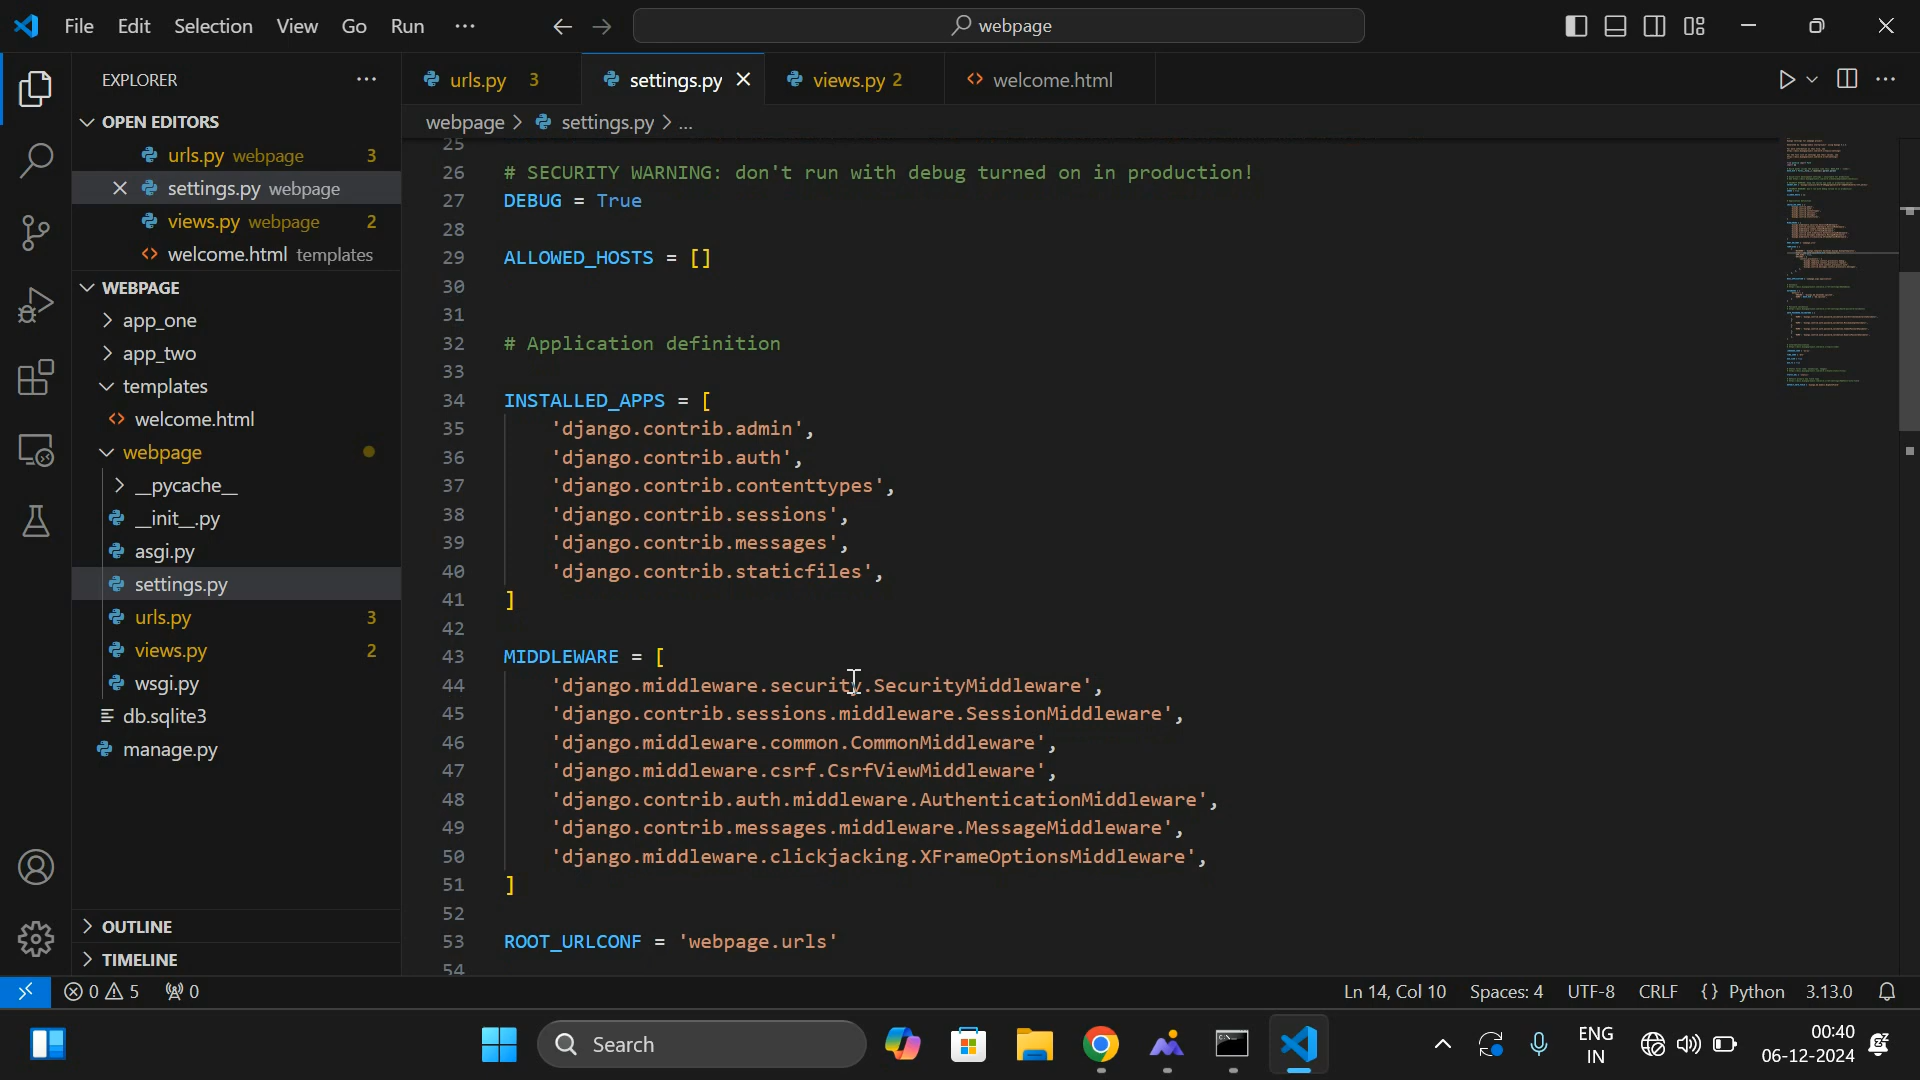 File Edit Selection View Go Run ...
webpage
EXPLORER
OPEN EDITORS
urls.py webpage 3
settings.py webpage
views.py webpage 2
welcome.html templates
WEBPAGE
app_one
app_two
templates
welcome.html
webpage
__pycache__
__init__.py
asgi.py
settings.py
urls.py 3
views.py 2
wsgi.py
db.sqlite3
manage.py
OUTLINE
TIMELINE
urls.py 3 settings.py views.py 2 welcome.html
webpage > settings.py > ...
25
26 # SECURITY WARNING: don't run with debug turned on in production!
27 DEBUG = True
28
29 ALLOWED_HOSTS = []
30
31
32 # Application definition
33
34 INSTALLED_APPS = [
35 'django.contrib.admin',
36 'django.contrib.auth',
37 'django.contrib.contenttypes',
38 'django.contrib.sessions',
39 'django.contrib.messages',
40 'django.contrib.staticfiles',
41 ]
42
43 MIDDLEWARE = [
44 'django.middleware.security.SecurityMiddleware',
45 'django.contrib.sessions.middleware.SessionMiddleware',
46 'django.middleware.common.CommonMiddleware',
47 'django.middleware.csrf.CsrfViewMiddleware',
48 'django.contrib.auth.middleware.AuthenticationMiddleware',
49 'django.contrib.messages.middleware.MessageMiddleware',
50 'django.middleware.clickjacking.XFrameOptionsMiddleware',
51 ]
52
53 ROOT_URLCONF = 'webpage.urls'
54
0 5 0 Ln 14, Col 10 Spaces: 4 UTF-8 CRLF {} Python 3.13.0
Search
ENG
IN
00:40
06-12-2024